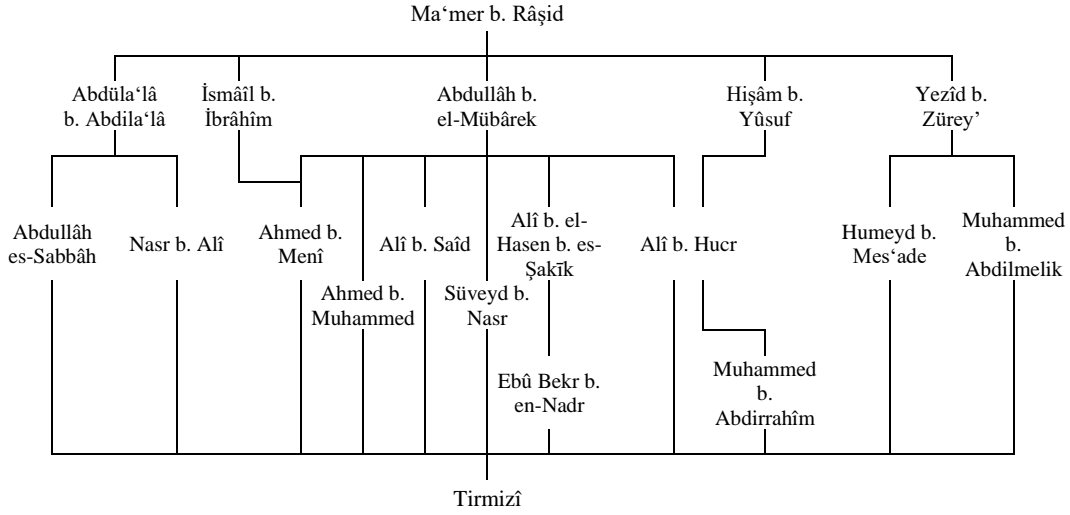 Ma‘mer b. Râşid
Abdüla‘lâ
b. Abdila‘lâ
İsmâîl b.
İbrâhîm
Abdullâh b.
el-Mübârek
Hişâm b.
Yûsuf
Yezîd b.
Zürey’
Abdullâh
es-Sabbâh
Nasr b. Alî
Ahmed b.
Menî
Ahmed b.
Muhammed
Alî b. Saîd
Süveyd b.
Nasr
Alî b. el-
Hasen b. es-
Şakīk
Ebû Bekr b.
en-Nadr
Alî b. Hucr
Muhammed
b.
Abdirrahîm
Humeyd b.
Mes‘ade
Muhammed
b.
Abdilmelik
Tirmizî